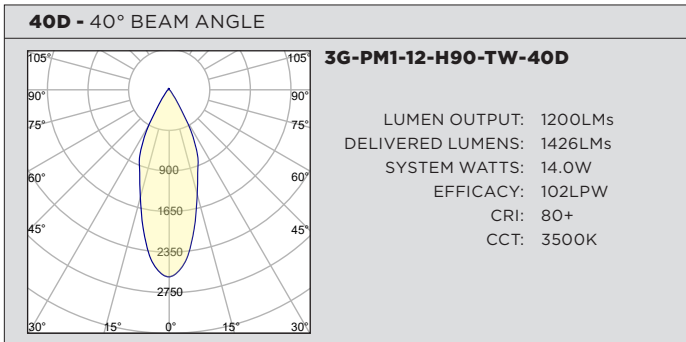 40D - 40° BEAM ANGLE
3G-PM1-12-H90-TW-40D
LUMEN OUTPUT: 1200LMs
DELIVERED LUMENS: 1426LMs
SYSTEM WATTS: 14.0W
EFFICACY: 102LPW
CRI: 80+
CCT: 3500K
105° 105°
90° 90°
75° 75°
900
60° 60°
1650
45° 45°
2350
2750
30° 15° 0° 15° 30°